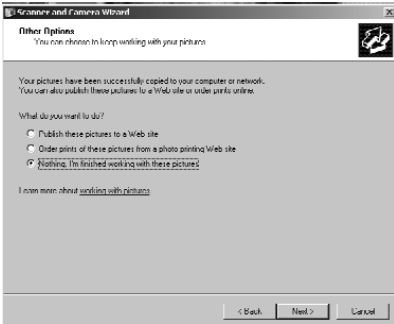 Scanner and Camera Wizard
Other Options
You can choose to keep working with your pictures
Your pictures have been successfully copied to your computer or network.
You can also publish these pictures to a Web site or order prints online.
What do you want to do?
Publish these pictures to a Web site
Order prints of these pictures from a photo printing Web site
Nothing. I'm finished working with these pictures
Learn more about working with pictures
< Back Next > Cancel